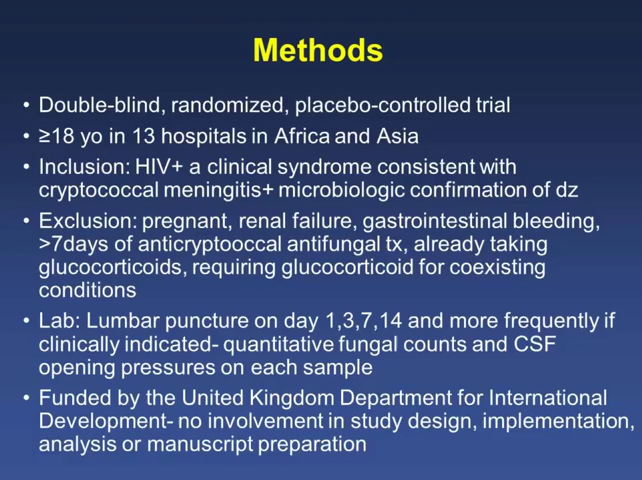 Methods
• Double-blind, randomized, placebo-controlled trial
• ≥18 yo in 13 hospitals in Africa and Asia
• Inclusion: HIV+ a clinical syndrome consistent with
cryptococcal meningitis+ microbiologic confirmation of dz
• Exclusion: pregnant, renal failure, gastrointestinal bleeding,
>7days of anticryptooccal antifungal tx, already taking
glucocorticoids, requiring glucocorticoid for coexisting
conditions
• Lab: Lumbar puncture on day 1,3,7,14 and more frequently if
clinically indicated- quantitative fungal counts and CSF
opening pressures on each sample
• Funded by the United Kingdom Department for International
Development- no involvement in study design, implementation,
analysis or manuscript preparation